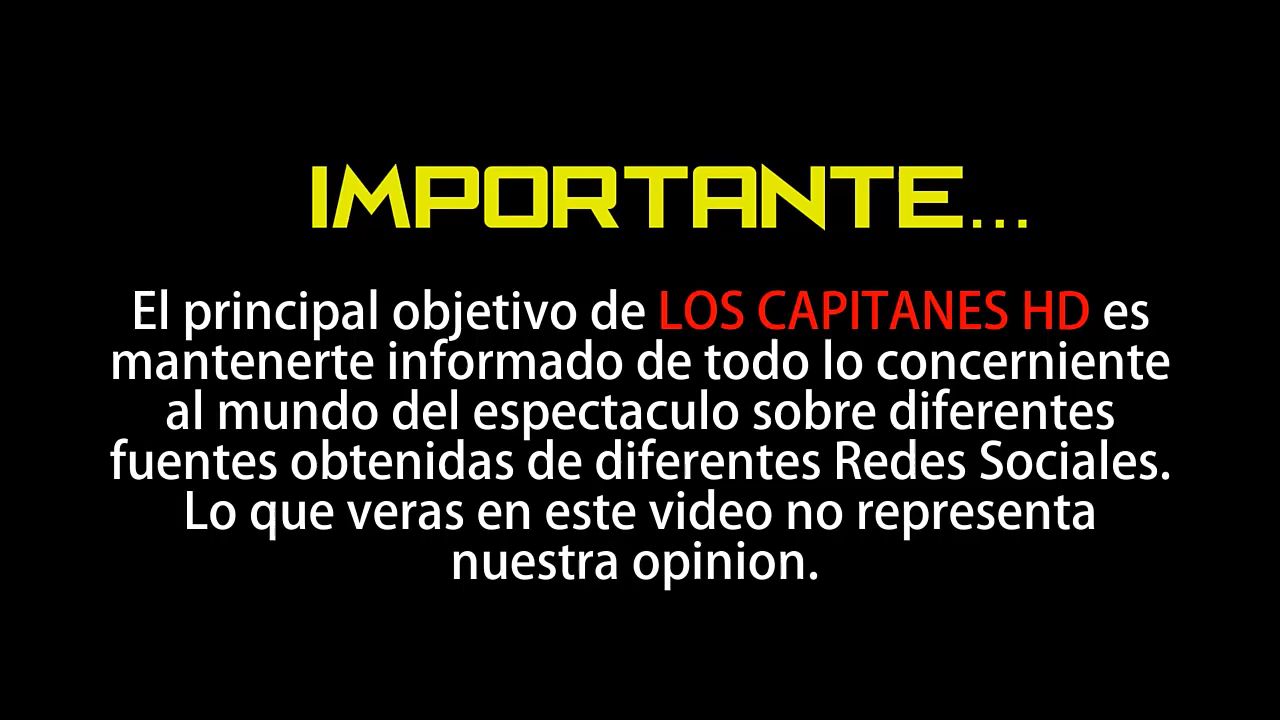 IMPORTANTE...
El principal objetivo de LOS CAPITANES HD es
mantenerte informado de todo lo concerniente
al mundo del espectaculo sobre diferentes
fuentes obtenidas de diferentes Redes Sociales.
Lo que veras en este video no representa
nuestra opinion.